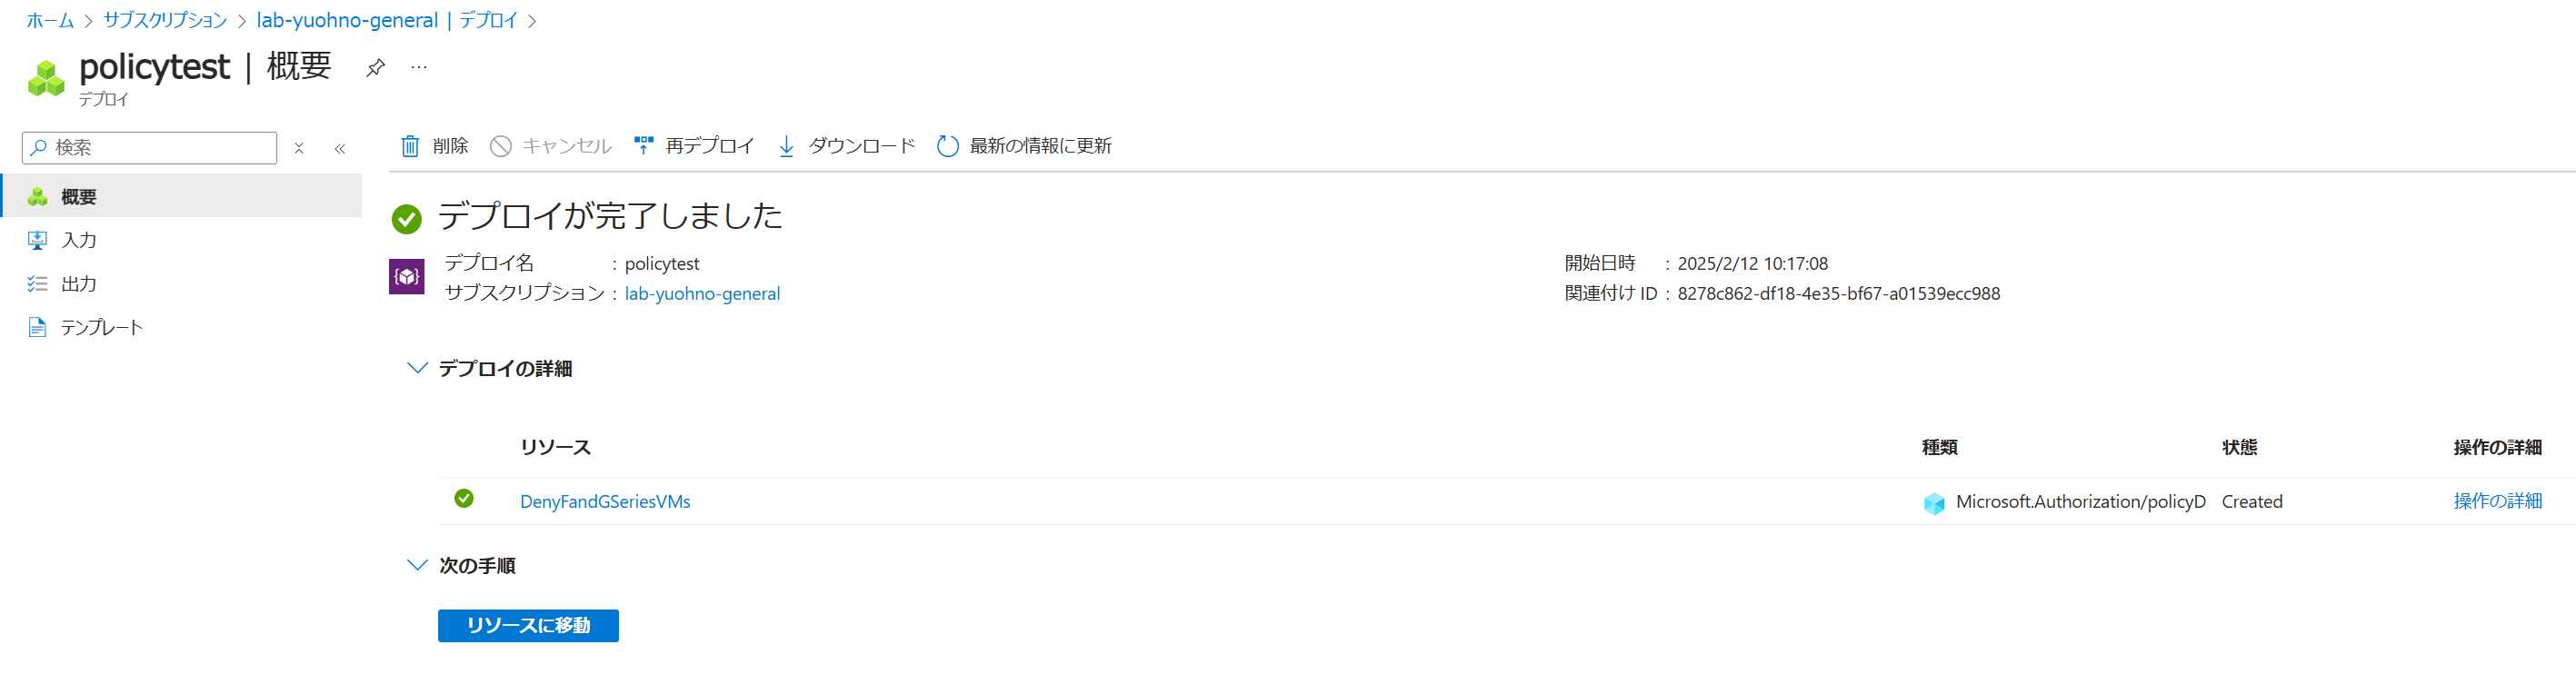 ホーム > サブスクリプション > lab-yuohno-general | デプロイ >
policytest | 概要 ...
デプロイ
検索
概要
入力
出力
テンプレート
削除 キャンセル 再デプロイ ダウンロード 最新の情報に更新
デプロイが完了しました
デプロイ名 : policytest
サブスクリプション : lab-yuohno-general
開始日時 : 2025/2/12 10:17:08
関連付け ID : 8278c862-df18-4e35-bf67-a01539ecc988
デプロイの詳細
リソース 種類 状態 操作の詳細
DenyFandGSeriesVMs Microsoft.Authorization/policyD Created 操作の詳細
次の手順
リソースに移動